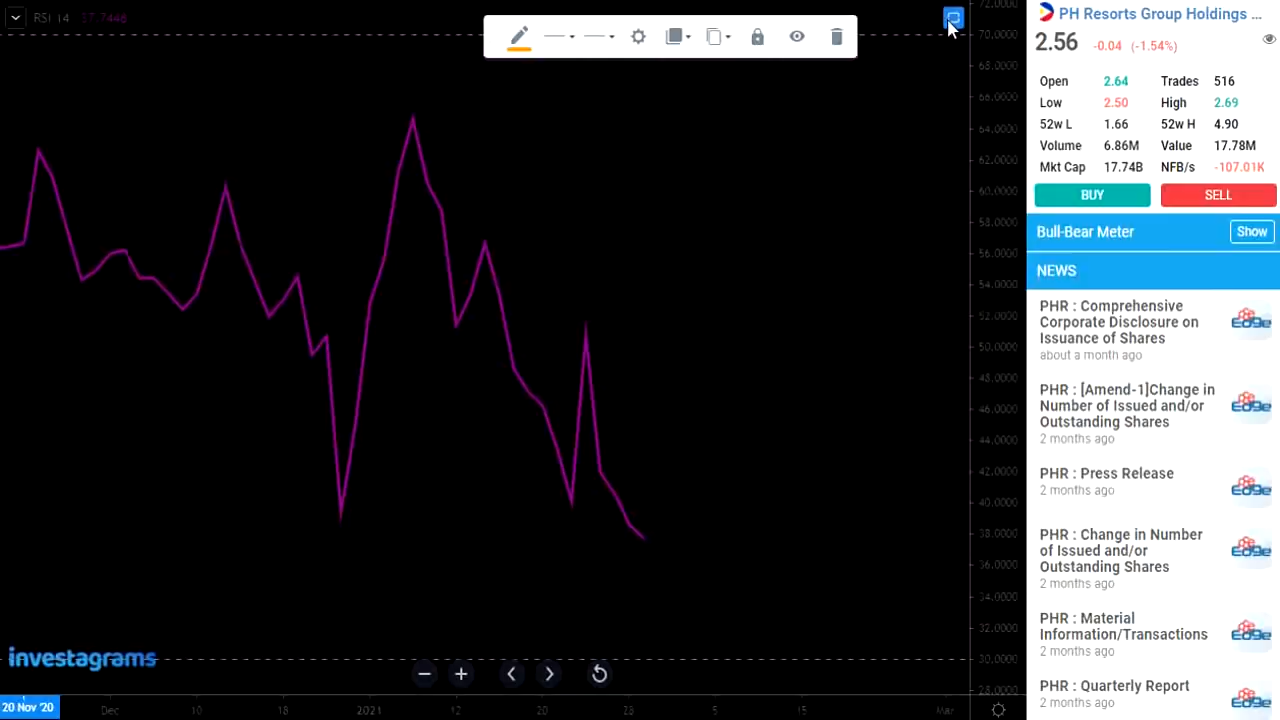 RSI 14 37.7446
72.0000
70.0000
68.0000
66.0000
64.0000
62.0000
60.0000
58.0000
56.0000
54.0000
52.0000
50.0000
48.0000
46.0000
44.0000
42.0000
40.0000
38.0000
36.0000
34.0000
32.0000
30.0000
28.0000
investagrams
20 Nov '20
Dec 10 18 2021 12 20 28 5 15 Mar
PH Resorts Group Holdings ...
2.56 -0.04 (-1.54%)
Open 2.64 Trades 516
Low 2.50 High 2.69
52w L 1.66 52w H 4.90
Volume 6.86M Value 17.78M
Mkt Cap 17.74B NFB/s -107.01K
BUY SELL
Bull-Bear Meter Show
NEWS
PHR : Comprehensive
Corporate Disclosure on
Issuance of Shares
about a month ago
EDGE
PHR : [Amend-1]Change in
Number of Issued and/or
Outstanding Shares
2 months ago
EDGE
PHR : Press Release
2 months ago
EDGE
PHR : Change in Number
of Issued and/or
Outstanding Shares
2 months ago
EDGE
PHR : Material
Information/Transactions
2 months ago
EDGE
PHR : Quarterly Report
2 months ago
EDGE